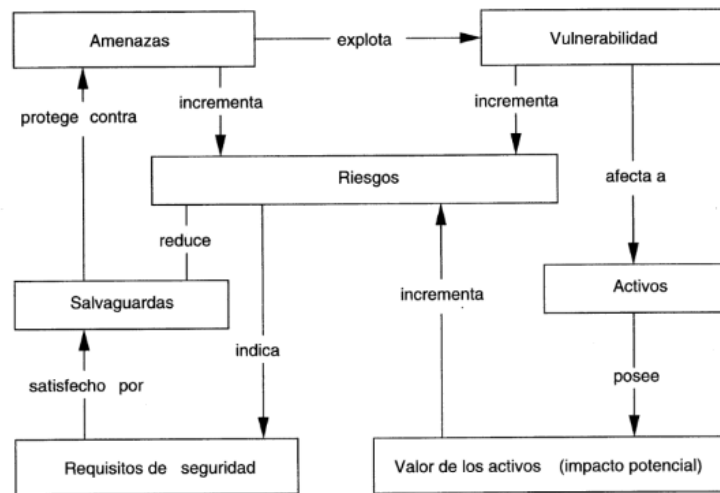 Amenazas
explota
Vulnerabilidad
protege contra
incrementa
incrementa
Riesgos
afecta a
reduce
Salvaguardas
incrementa
Activos
indica
satisfecho por
posee
Requisitos de seguridad
Valor de los activos (impacto potencial)